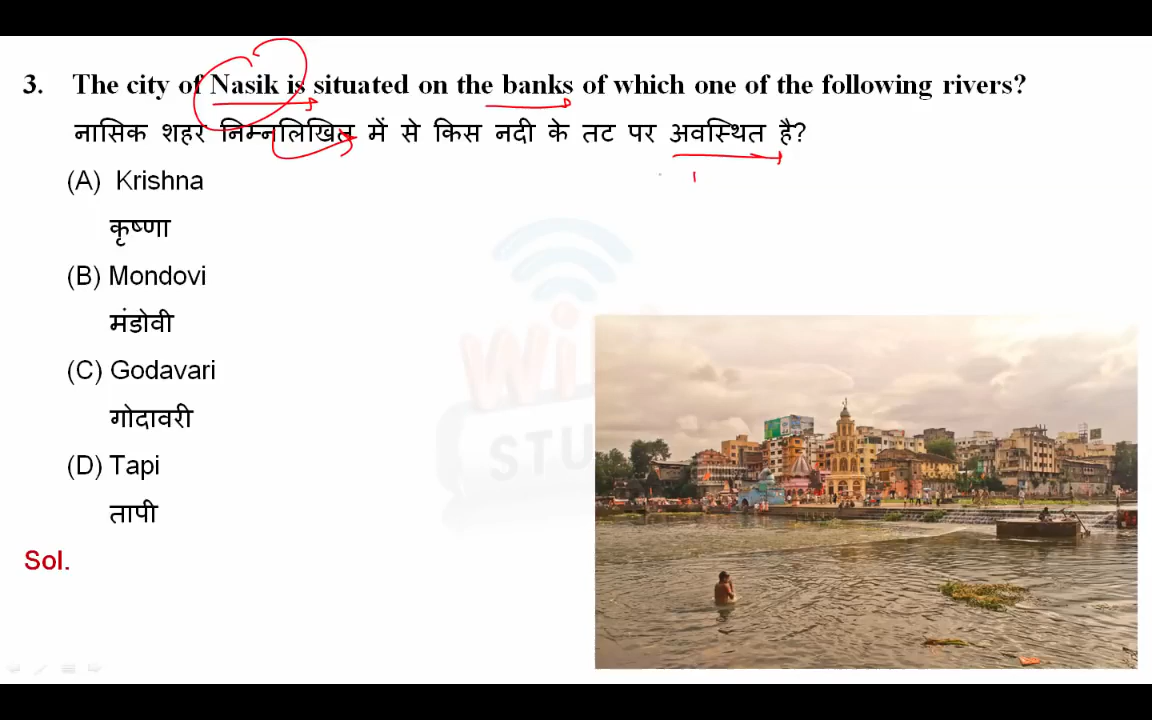 3. The city of Nasik is situated on the banks of which one of the following rivers?
नासिक शहर निम्नलिखित में से किस नदी के तट पर अवस्थित है?
(A) Krishna
कृष्णा
(B) Mondovi
मंडोवी
(C) Godavari
गोदावरी
(D) Tapi
तापी
Sol.
STU